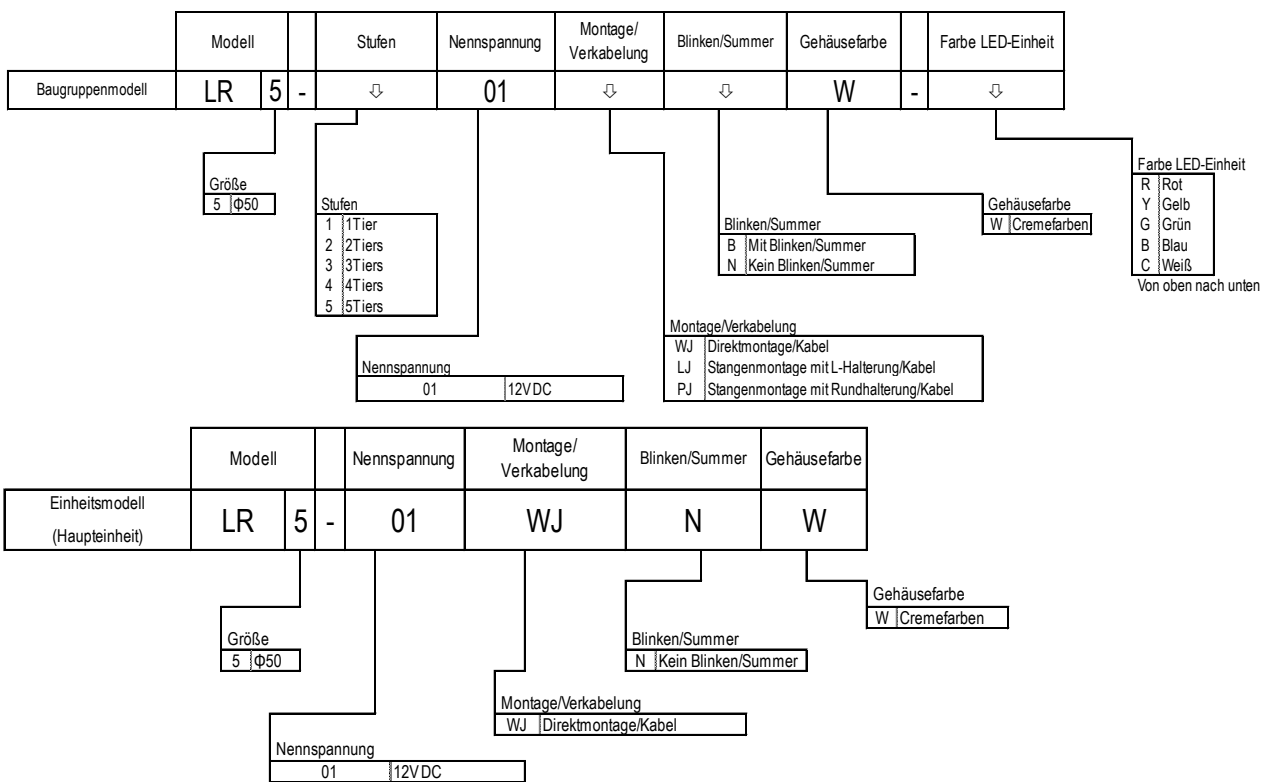 Modell Stufen Nennspannung Montage/ Verkabelung Blinken/Summer Gehäusefarbe Farbe LED-Einheit
Baugruppenmodell LR 5 - ⇩ 01 ⇩ ⇩ W - ⇩
Größe
5 Φ50
Stufen
1 1Tier
2 2Tiers
3 3Tiers
4 4Tiers
5 5Tiers
Nennspannung
01 12V DC
Montage/Verkabelung
WJ Direktmontage/Kabel
LJ Stangenmontage mit L-Halterung/Kabel
PJ Stangenmontage mit Rundhalterung/Kabel
Blinken/Summer
B Mit Blinken/Summer
N Kein Blinken/Summer
Gehäusefarbe
W Cremefarben
Farbe LED-Einheit
R Rot
Y Gelb
G Grün
B Blau
C Weiß
Von oben nach unten
Modell Nennspannung Montage/ Verkabelung Blinken/Summer Gehäusefarbe
Einheitsmodell
(Haupteinheit)
LR 5 - 01 WJ N W
Größe
5 Φ50
Nennspannung
01 12V DC
Montage/Verkabelung
WJ Direktmontage/Kabel
Blinken/Summer
N Kein Blinken/Summer
Gehäusefarbe
W Cremefarben